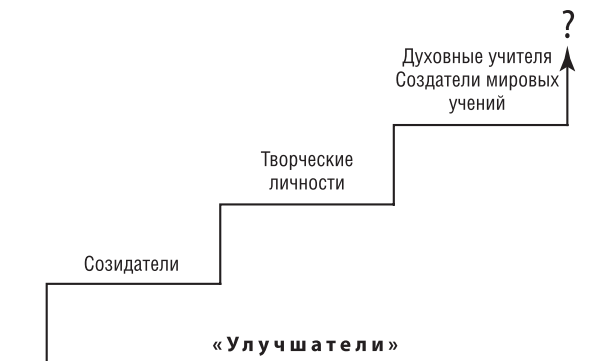 ?
Духовные учителя
Создатели мировых
учений
Творческие
личности
Созидатели
«Улучшатели»